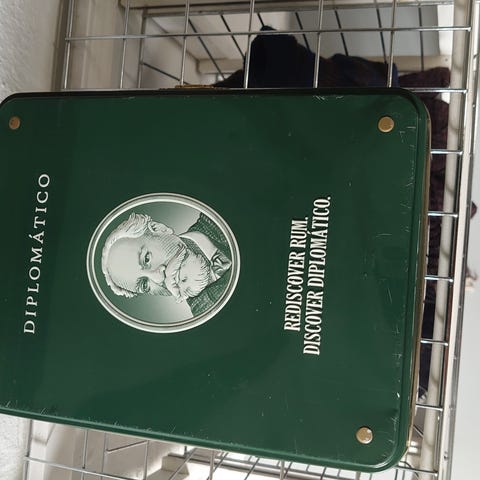 DIPLOMÁTICO
REDISCOVER RUM.
DISCOVER DIPLOMÁTICO.